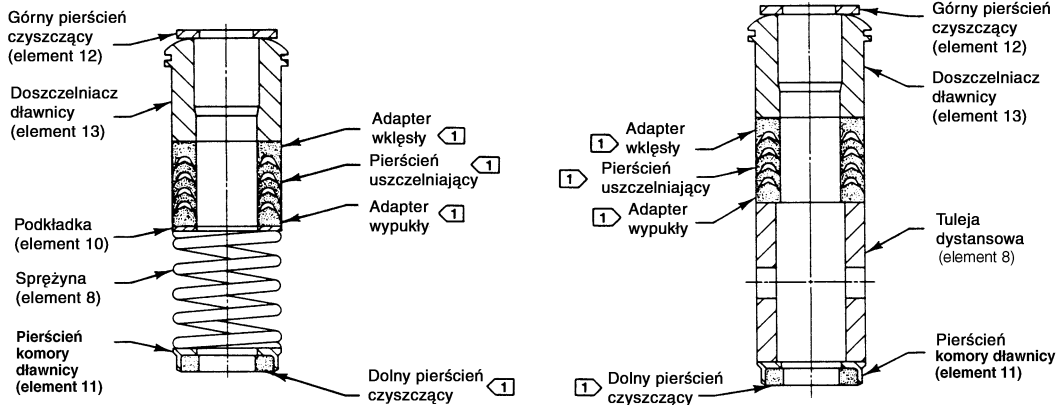 Górny pierścień
czyszczący
(element 12)
Doszczelniacz
dławnicy
(element 13)
Adapter
wklęsły 1
Pierścień 1
uszczelniający
Adapter
wypukły 1
Podkładka
(element 10)
Sprężyna
(element 8)
Pierścień
komory
dławnicy
(element 11)
Dolny pierścień 1
czyszczący
Górny pierścień
czyszczący
(element 12)
Doszczelniacz
dławnicy
(element 13)
1 Adapter
wklęsły
1 Pierścień
uszczelniający
1 Adapter
wypukły
Tuleja
dystansowa
(element 8)
Pierścień
komory dławnicy
(element 11)
1 Dolny pierścień
czyszczący